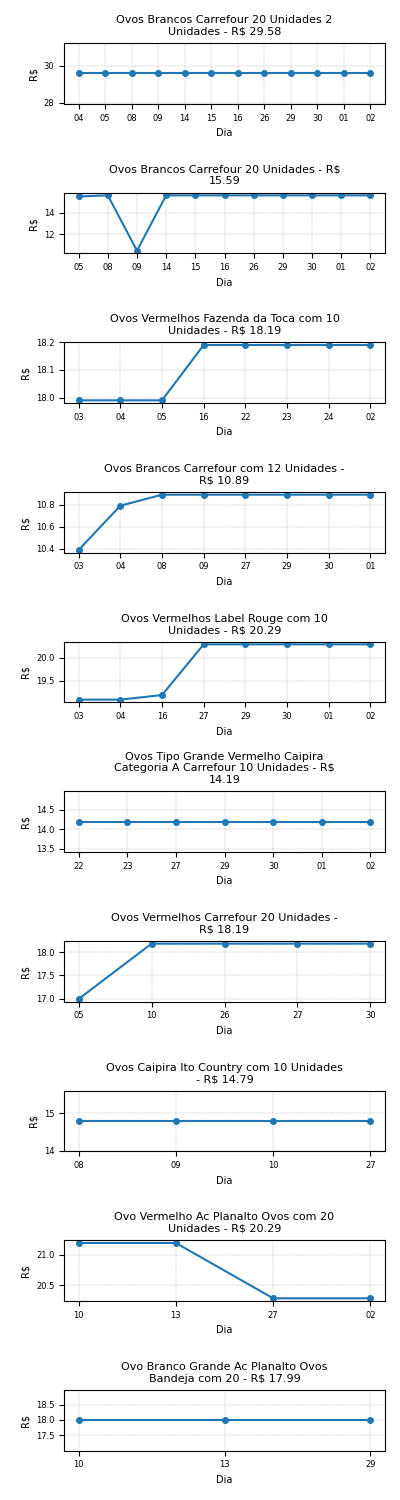 Ovos Brancos Carrefour 20 Unidades 2
Unidades - R$ 29.58
30
28
R$
04 05 08 09 14 15 16 26 29 30 01 02
Dia
Ovos Brancos Carrefour 20 Unidades - R$
15.59
14
12
R$
05 08 09 14 15 16 26 29 30 01 02
Dia
Ovos Vermelhos Fazenda da Toca com 10
Unidades - R$ 18.19
18.2
18.1
18.0
R$
03 04 05 16 22 23 24 02
Dia
Ovos Brancos Carrefour com 12 Unidades -
R$ 10.89
10.8
10.6
10.4
R$
03 04 08 09 27 29 30 01
Dia
Ovos Vermelhos Label Rouge com 10
Unidades - R$ 20.29
20.0
19.5
R$
03 04 16 27 29 30 01 02
Dia
Ovos Tipo Grande Vermelho Caipira
Categoria A Carrefour 10 Unidades - R$
14.19
14.5
14.0
13.5
R$
22 23 27 29 30 01 02
Dia
Ovos Vermelhos Carrefour 20 Unidades -
R$ 18.19
18.0
17.5
17.0
R$
05 10 26 27 30
Dia
Ovos Caipira Ito Country com 10 Unidades
- R$ 14.79
15
14
R$
08 09 10 27
Dia
Ovo Vermelho Ac Planalto Ovos com 20
Unidades - R$ 20.29
21.0
20.5
R$
10 13 27 02
Dia
Ovo Branco Grande Ac Planalto Ovos
Bandeja com 20 - R$ 17.99
18.5
18.0
17.5
R$
10 13 29
Dia